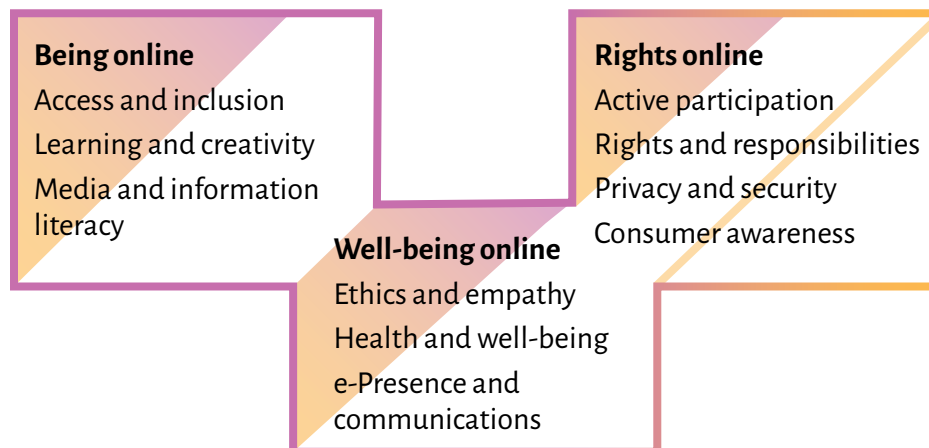 Being online
Access and inclusion
Learning and creativity
Media and information
literacy
Well-being online
Ethics and empathy
Health and well-being
e-Presence and
communications
Rights online
Active participation
Rights and responsibilities
Privacy and security
Consumer awareness